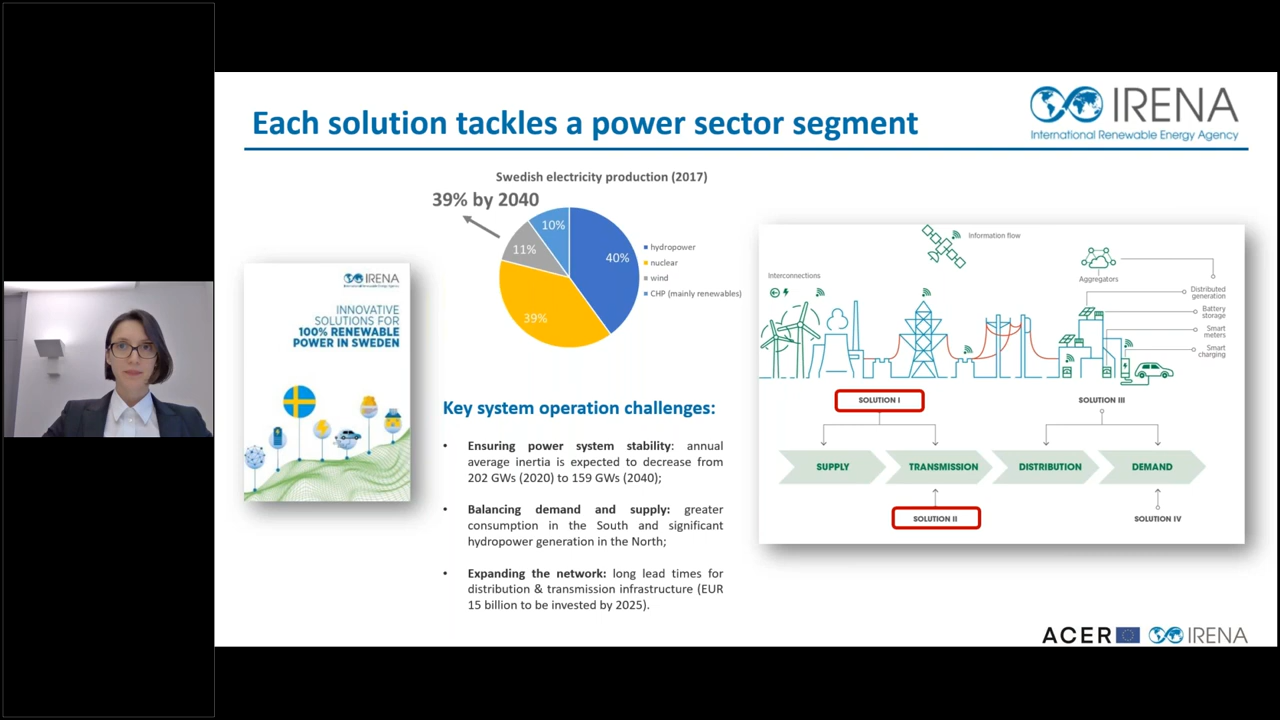 Each solution tackles a power sector segment
IRENA
International Renewable Energy Agency
Swedish electricity production (2017)
39% by 2040
10%
11%
40%
39%
hydropower
nuclear
wind
CHP (mainly renewables)
IRENA
INNOVATIVE
SOLUTIONS FOR
100% RENEWABLE
POWER IN SWEDEN
Key system operation challenges:
• Ensuring power system stability: annual
average inertia is expected to decrease from
202 GWs (2020) to 159 GWs (2040);
• Balancing demand and supply: greater
consumption in the South and significant
hydropower generation in the North;
• Expanding the network: long lead times for
distribution & transmission infrastructure (EUR
15 billion to be invested by 2025).
Information flow
Interconnections
Aggregators
Distributed
generation
Battery
storage
Smart
meters
Smart
charging
SOLUTION I
SOLUTION III
SUPPLY
TRANSMISSION
DISTRIBUTION
DEMAND
SOLUTION II
SOLUTION IV
ACER
IRENA